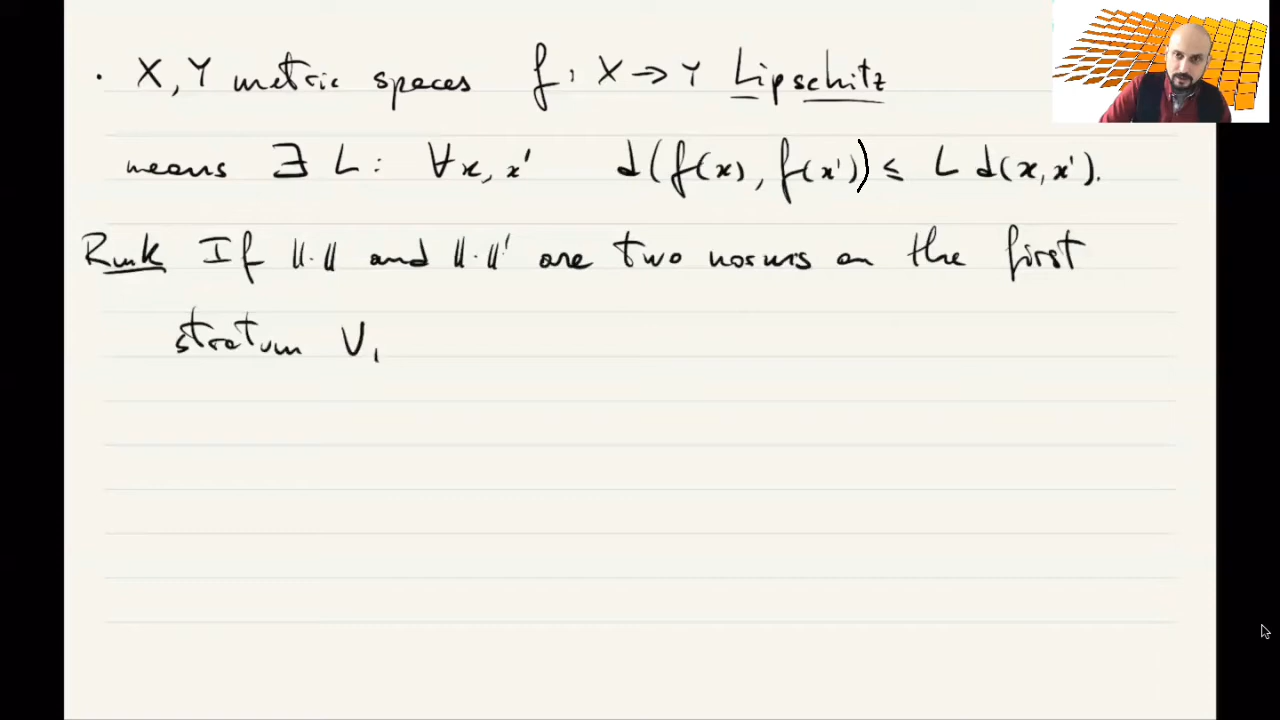 · X, Y metric spaces f : X → Y Lipschitz
means ∃ L : ∀x, x' d(f(x), f(x')) ≤ L d(x, x').
Rmk If ||·|| and ||·||' are two norms on the first
stratum V₁